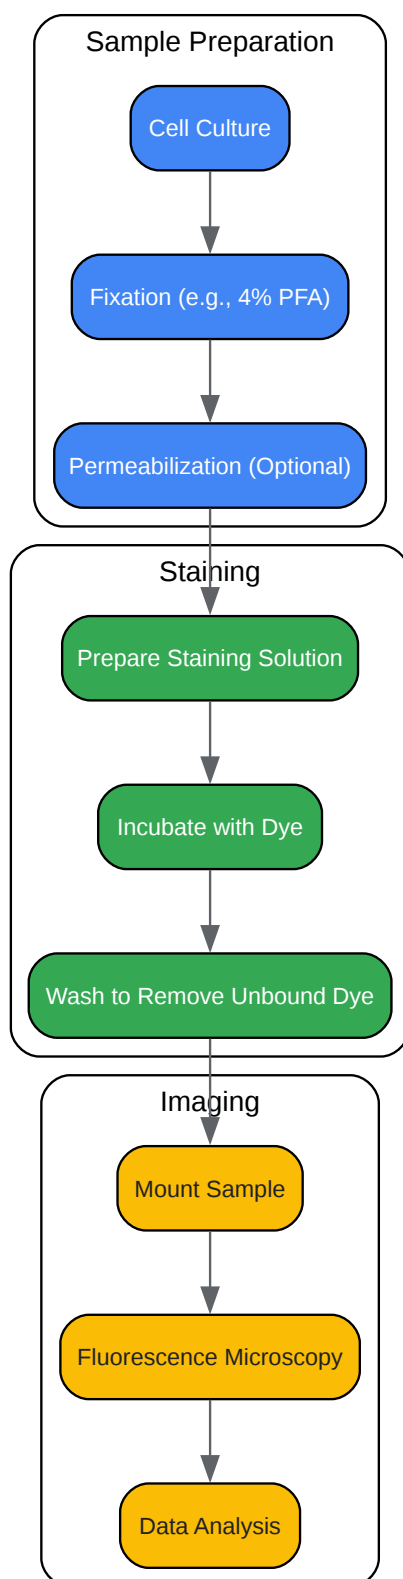 Sample Preparation
Cell Culture
Fixation (e.g., 4% PFA)
Permeabilization (Optional)
Staining
Prepare Staining Solution
Incubate with Dye
Wash to Remove Unbound Dye
Imaging
Mount Sample
Fluorescence Microscopy
Data Analysis